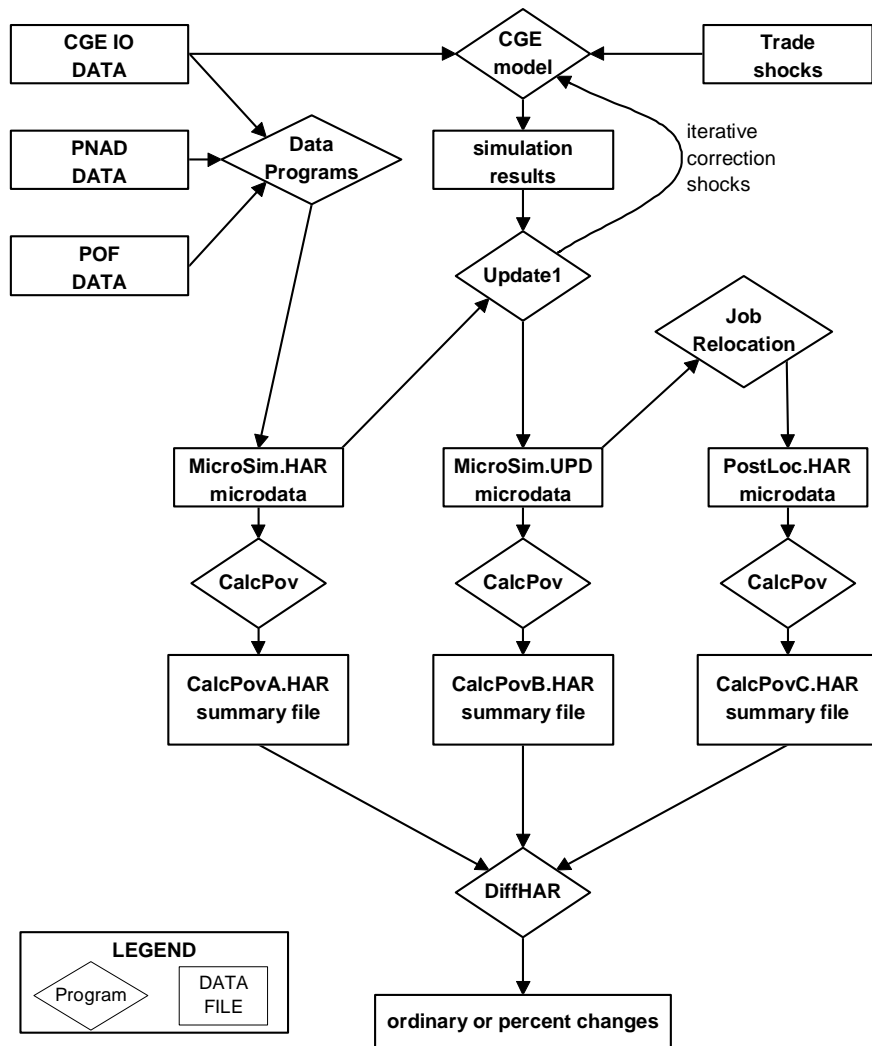 CGE IO
DATA
CGE
model
Trade
shocks
PNAD
DATA
Data
Programs
simulation
results
iterative
correction
shocks
POF
DATA
Update1
Job
Relocation
MicroSim.HAR
microdata
MicroSim.UPD
microdata
PostLoc.HAR
microdata
CalcPov
CalcPov
CalcPov
CalcPovA.HAR
summary file
CalcPovB.HAR
summary file
CalcPovC.HAR
summary file
DiffHAR
LEGEND
Program
DATA
FILE
ordinary or percent changes